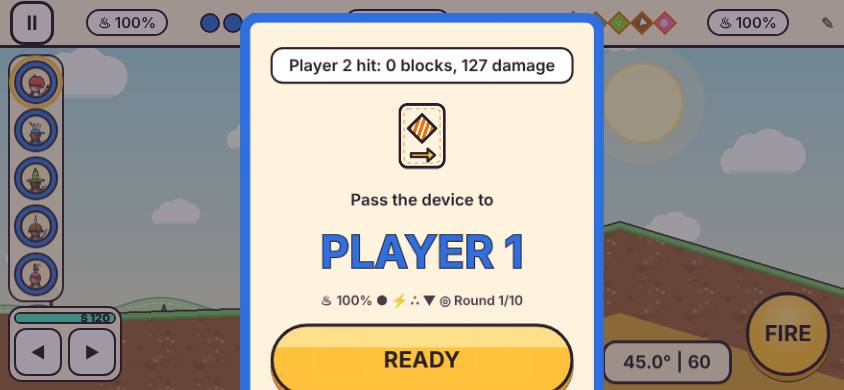 100%
100%
Player 2 hit: 0 blocks, 127 damage
Pass the device to
PLAYER 1
100% Round 1/10
READY
S 120
45.0° | 60
FIRE